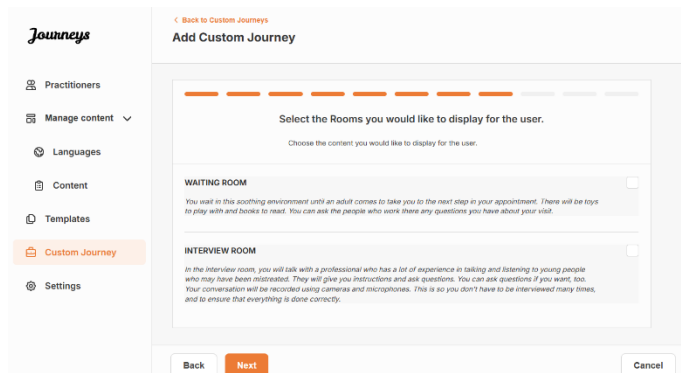 Journeys
Practitioners
Manage content
Languages
Content
Templates
Custom Journey
Settings
Back to Custom Journeys
Add Custom Journey
Select the Rooms you would like to display for the user.
Choose the content you would like to display for the user.
WAITING ROOM
You wait in this soothing environment until an adult comes to take you to the next step in your appointment. There will be toys
to play with and books to read. You can ask the people who work there any questions you have about your visit.
INTERVIEW ROOM
In the interview room, you will talk with a professional who has a lot of experience in talking and listening to young people
who may have been mistreated. They will give you instructions and ask questions. You can ask questions if you want, too.
Your conversation will be recorded using cameras and microphones. This is so you don't have to be interviewed many times,
and to ensure that everything is done correctly.
Back
Next
Cancel